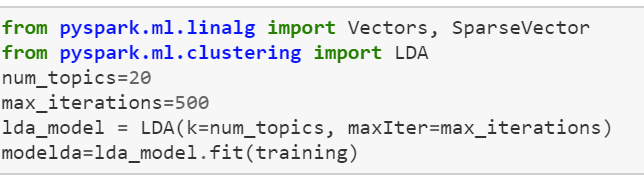 from pyspark.ml.linalg import Vectors, SparseVector
from pyspark.ml.clustering import LDA
num_topics=20
max_iterations=500
lda_model = LDA(k=num_topics, maxIter=max_iterations)
modelda=lda_model.fit(training)